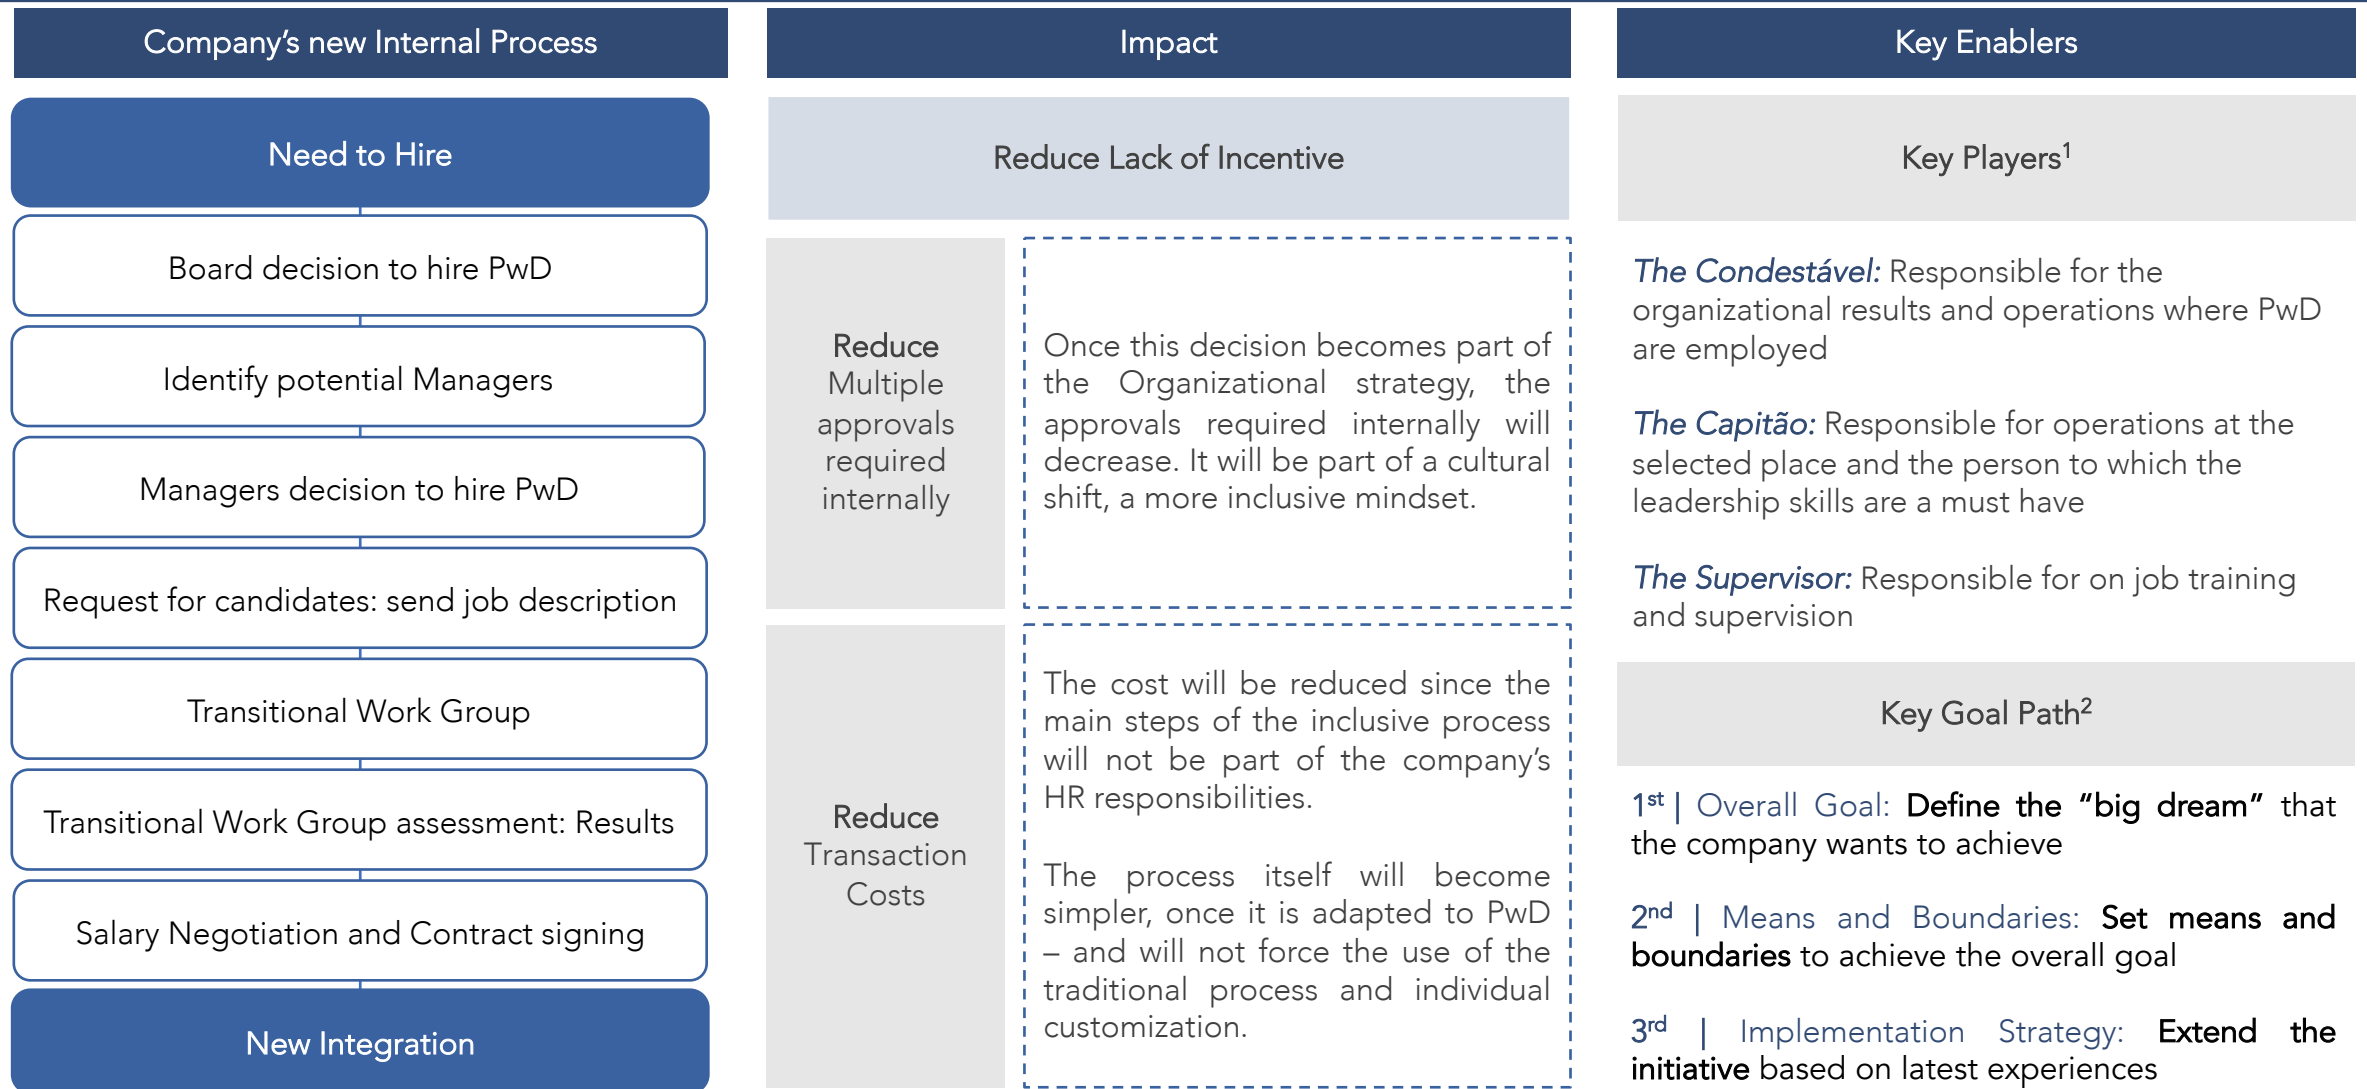 Company's new Internal Process
Need to Hire
Board decision to hire PwD
Identify potential Managers
Managers decision to hire PwD
Request for candidates: send job description
Transitional Work Group
Transitional Work Group assessment: Results
Salary Negotiation and Contract signing
New Integration
Impact
Reduce Lack of Incentive
Reduce
Multiple
approvals
required
internally
Once this decision becomes part of
the Organizational strategy, the
approvals required internally will
decrease. It will be part of a cultural
shift, a more inclusive mindset.
Reduce
Transaction
Costs
The cost will be reduced since the
main steps of the inclusive process
will not be part of the company's
HR responsibilities.
The process itself will become
simpler, once it is adapted to PwD
– and will not force the use of the
traditional process and individual
customization.
Key Enablers
Key Players¹
The Condestável: Responsible for the
organizational results and operations where PwD
are employed
The Capitão: Responsible for operations at the
selected place and the person to which the
leadership skills are a must have
The Supervisor: Responsible for on job training
and supervision
Key Goal Path²
1st | Overall Goal: Define the “big dream” that
the company wants to achieve
2nd | Means and Boundaries: Set means and
boundaries to achieve the overall goal
3rd | Implementation Strategy: Extend the
initiative based on latest experiences